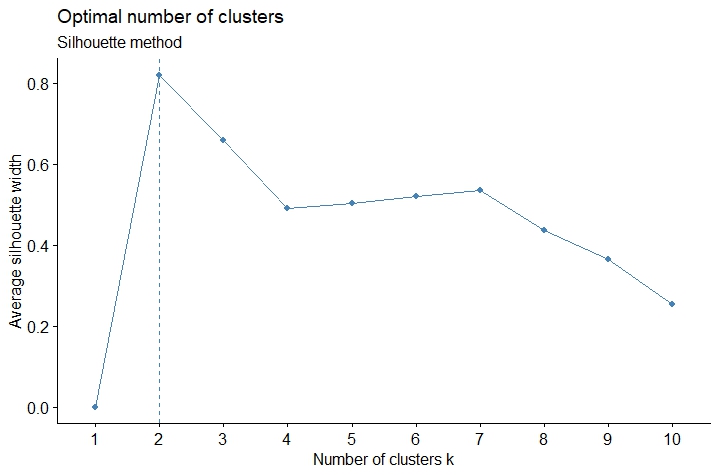 Optimal number of clusters
Silhouette method
Average silhouette width
0.8
0.6
0.4
0.2
0.0
1 2 3 4 5 6 7 8 9 10
Number of clusters k